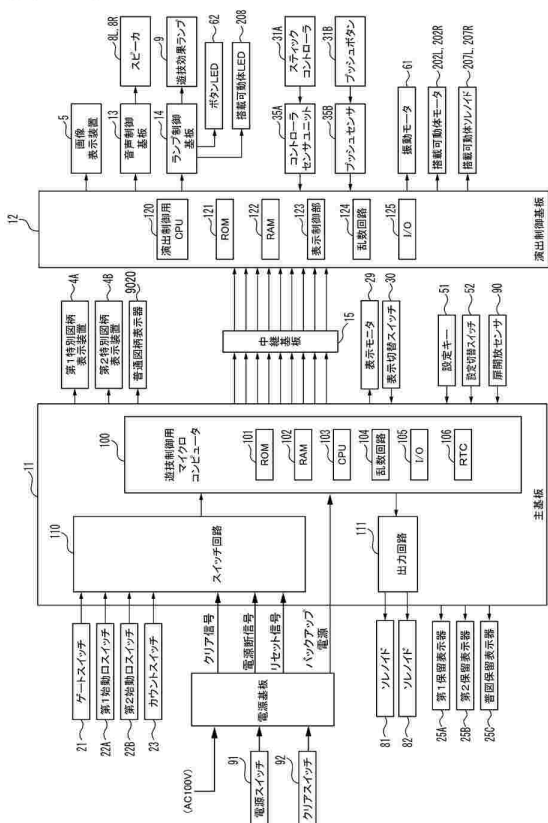 21
ゲートスイッチ
22A
第1始動口スイッチ
22B
第2始動口スイッチ
23
カウントスイッチ
(AC100V)
91
電源スイッチ
92
クリアスイッチ
電源基板
クリア信号
電源断信号
リセット信号
バックアップ
電源
81
ソレノイド
82
ソレノイド
25A
第1保留表示器
25B
第2保留表示器
25C
普図保留表示器
11
主基板
110
スイッチ回路
111
出力回路
100
遊技制御用
マイクロ
コンピュータ
101
ROM
102
RAM
103
CPU
104
乱数回路
105
I/O
106
RTC
4A
第1特別図柄
表示装置
4B
第2特別図柄
表示装置
9020
普通図柄表示器
15
中継基板
29
表示モニタ
30
表示切替スイッチ
51
設定キー
52
設定切替スイッチ
90
扉開放センサ
12
演出制御基板
120
演出制御用
CPU
121
ROM
122
RAM
123
表示制御部
124
乱数回路
125
I/O
5
画像
表示装置
13
音声制御
基板
8L, 8R
スピーカ
14
ランプ制御
基板
9
遊技効果ランプ
62
ボタンLED
208
搭載可動体LED
31A
スティック
コントローラ
35A
コントローラ
センサユニット
31B
プッシュボタン
35B
プッシュセンサ
61
振動モータ
202L, 202R
搭載可動体モータ
207L, 207R
搭載可動体ソレノイド